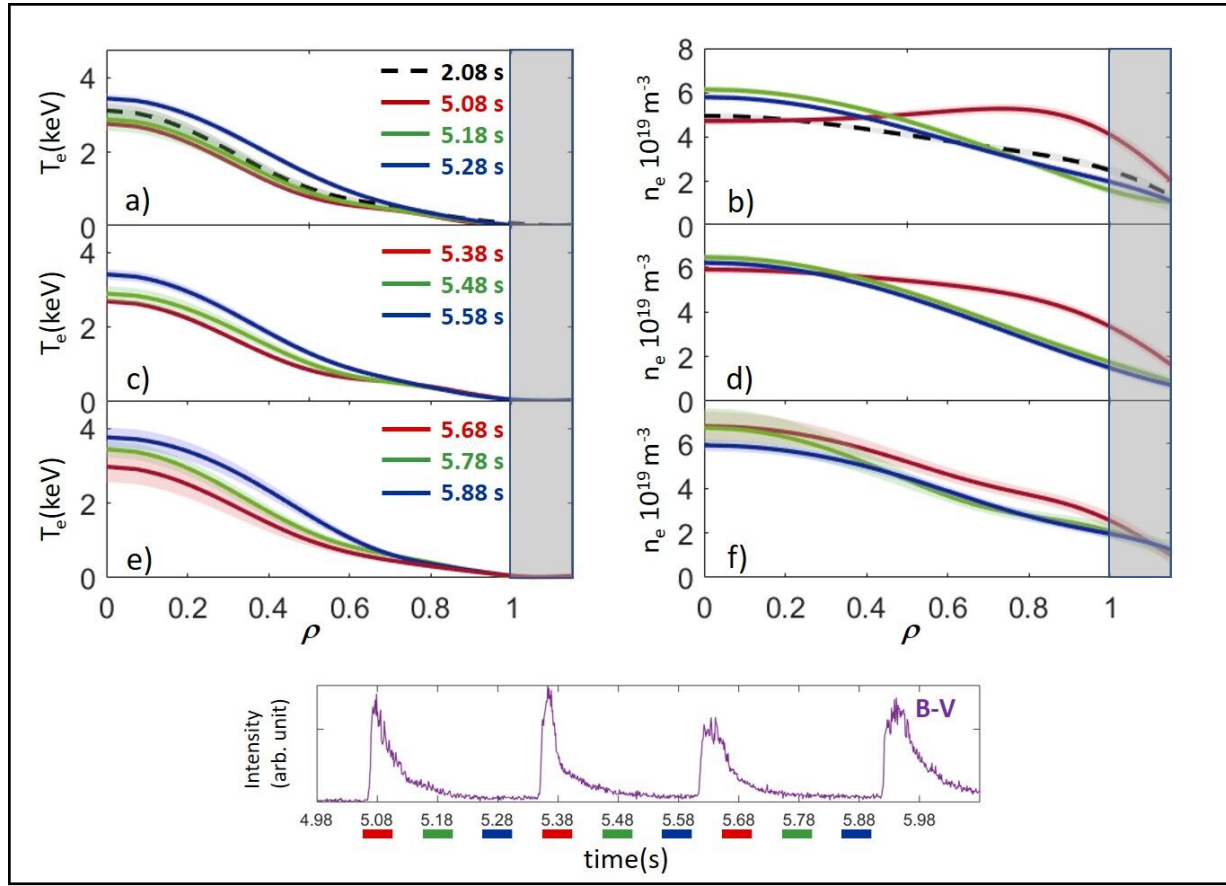 T_e(keV)
4
2
0
2.08 s
5.08 s
5.18 s
5.28 s
a)
n_e 10^19 m^-3
8
6
4
2
0
b)
T_e(keV)
4
2
0
5.38 s
5.48 s
5.58 s
c)
n_e 10^19 m^-3
6
4
2
0
d)
T_e(keV)
4
2
0
5.68 s
5.78 s
5.88 s
e)
0 0.2 0.4 0.6 0.8 1
ρ
n_e 10^19 m^-3
6
4
2
0
f)
0 0.2 0.4 0.6 0.8 1
ρ
Intensity
(arb. unit)
B-V
4.98 5.08 5.18 5.28 5.38 5.48 5.58 5.68 5.78 5.88 5.98
time(s)